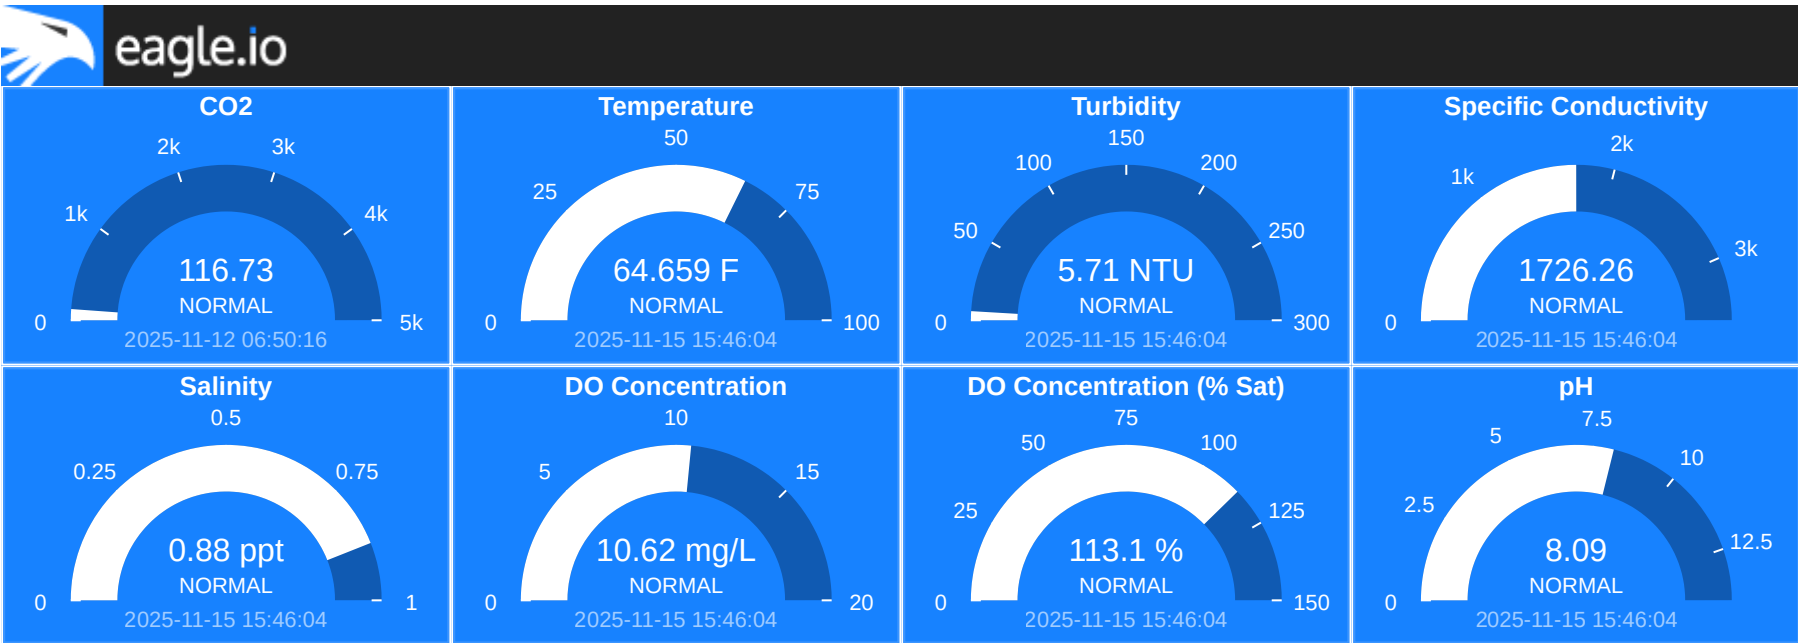 eagle.io
CO2
0
1k
2k
3k
4k
5k
116.73
NORMAL
2025-11-12 06:50:16
Temperature
0
25
50
75
100
64.659 F
NORMAL
2025-11-15 15:46:04
Turbidity
0
50
100
150
200
250
300
5.71 NTU
NORMAL
2025-11-15 15:46:04
Specific Conductivity
0
1k
2k
3k
1726.26
NORMAL
2025-11-15 15:46:04
Salinity
0
0.25
0.5
0.75
1
0.88 ppt
NORMAL
2025-11-15 15:46:04
DO Concentration
0
5
10
15
20
10.62 mg/L
NORMAL
2025-11-15 15:46:04
DO Concentration (% Sat)
0
25
50
75
100
125
150
113.1 %
NORMAL
2025-11-15 15:46:04
pH
0
2.5
5
7.5
10
12.5
8.09
NORMAL
2025-11-15 15:46:04